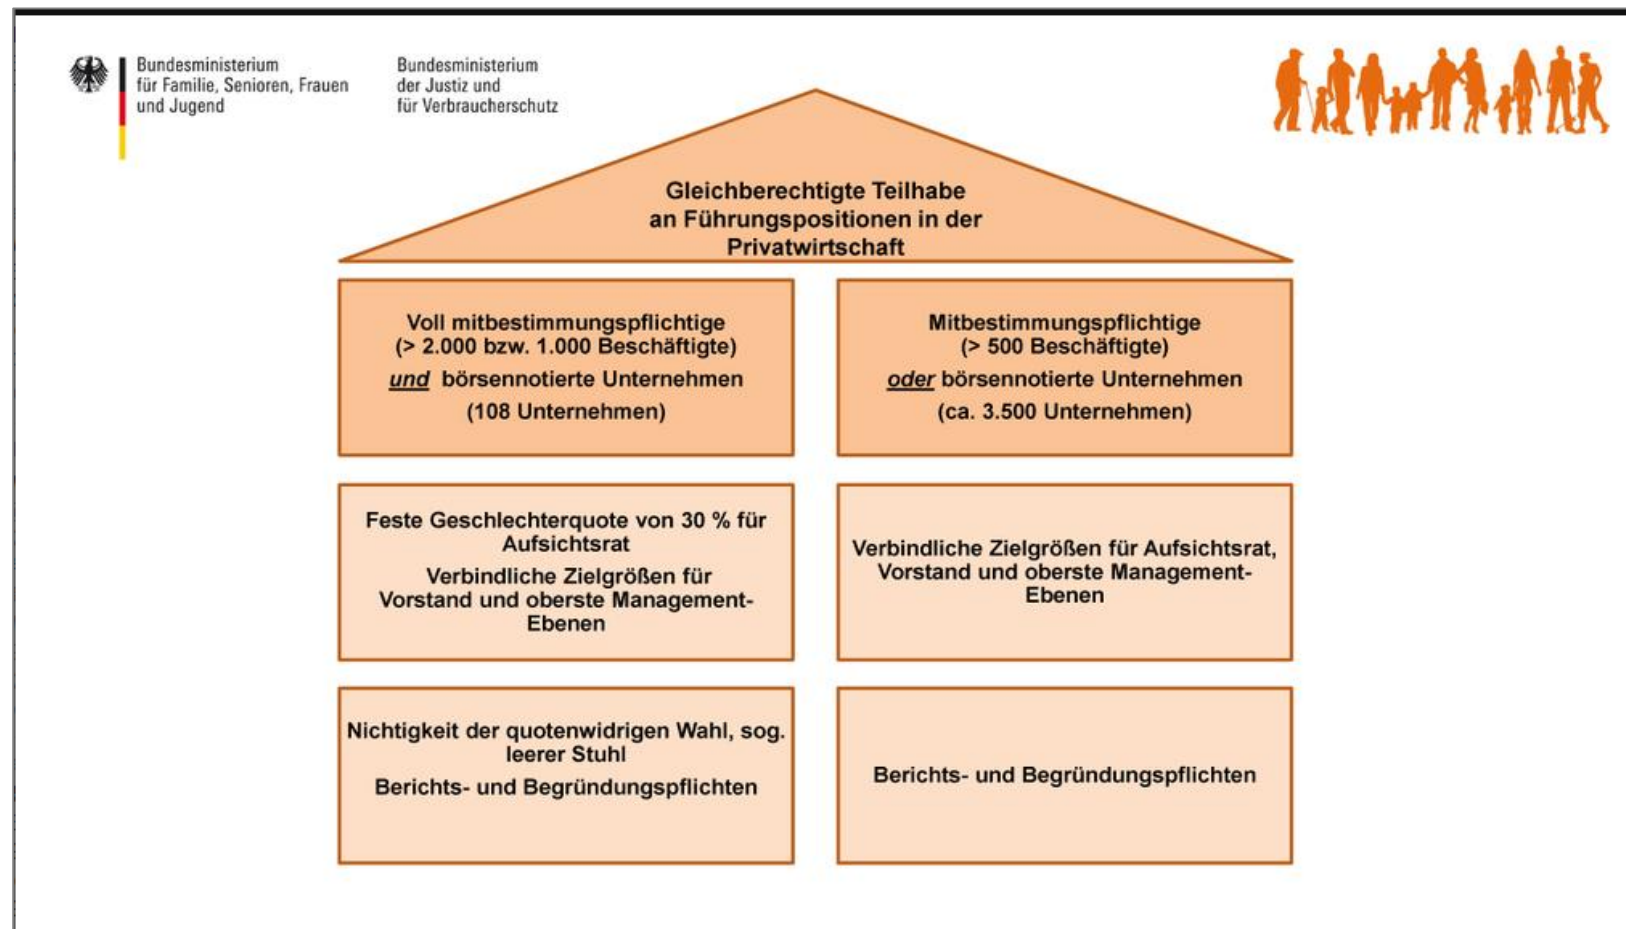 Bundesministerium
für Familie, Senioren, Frauen
und Jugend
Bundesministerium
der Justiz und
für Verbraucherschutz
Gleichberechtigte Teilhabe
an Führungspositionen in der
Privatwirtschaft
Voll mitbestimmungspflichtige
(> 2.000 bzw. 1.000 Beschäftigte)
und börsennotierte Unternehmen
(108 Unternehmen)
Mitbestimmungspflichtige
(> 500 Beschäftigte)
oder börsennotierte Unternehmen
(ca. 3.500 Unternehmen)
Feste Geschlechterquote von 30 % für
Aufsichtsrat
Verbindliche Zielgrößen für
Vorstand und oberste Management-
Ebenen
Verbindliche Zielgrößen für Aufsichtsrat,
Vorstand und oberste Management-
Ebenen
Nichtigkeit der quotenwidrigen Wahl, sog.
leerer Stuhl
Berichts- und Begründungspflichten
Berichts- und Begründungspflichten